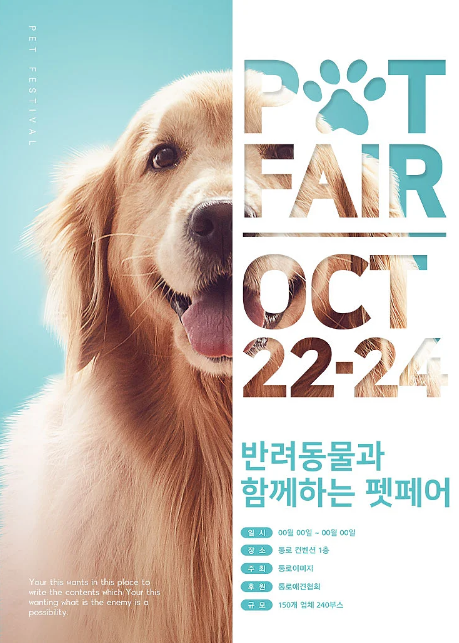 PET FESTIVAL
P T
FAIR
OCT
22-24
반려동물과
함께하는 펫페어
일 시 00월 00일 ~ 00월 00일
장 소 통로 컨벤션 1층
주 최 통로이미지
후 원 통로애견협회
규 모 150개 업체 240부스
Your this wants in this place to
write the contents which Your this
wanting what is the enemy is a
possibility.